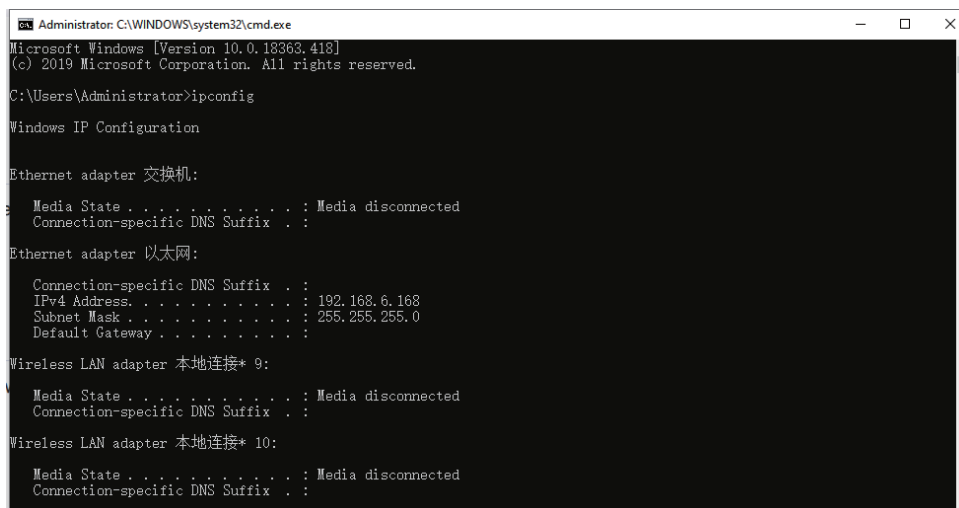 Administrator: C:\WINDOWS\system32\cmd.exe
Microsoft Windows [Version 10.0.18363.418]
(c) 2019 Microsoft Corporation. All rights reserved.
C:\Users\Administrator>ipconfig
Windows IP Configuration
Ethernet adapter 交换机:
Media State . . . . . . . . . . . : Media disconnected
Connection-specific DNS Suffix  . :
Ethernet adapter 以太网:
Connection-specific DNS Suffix  . :
IPv4 Address. . . . . . . . . . . : 192.168.6.168
Subnet Mask . . . . . . . . . . . : 255.255.255.0
Default Gateway . . . . . . . . . :
Wireless LAN adapter 本地连接* 9:
Media State . . . . . . . . . . . : Media disconnected
Connection-specific DNS Suffix  . :
Wireless LAN adapter 本地连接* 10:
Media State . . . . . . . . . . . : Media disconnected
Connection-specific DNS Suffix  . :